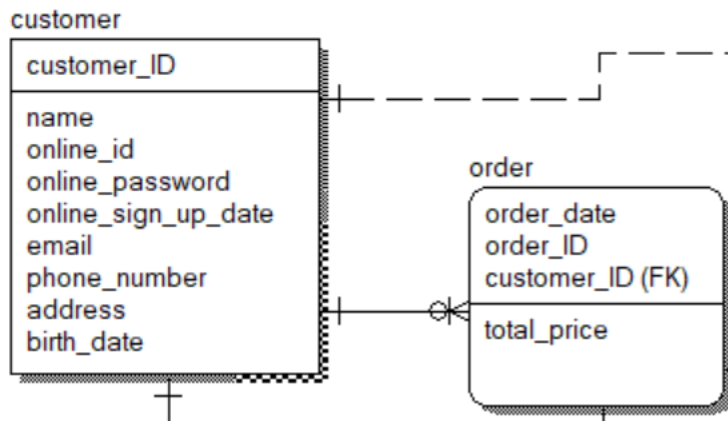 customer
customer_ID
name
online_id
online_password
online_sign_up_date
email
phone_number
address
birth_date
order
order_date
order_ID
customer_ID (FK)
total_price